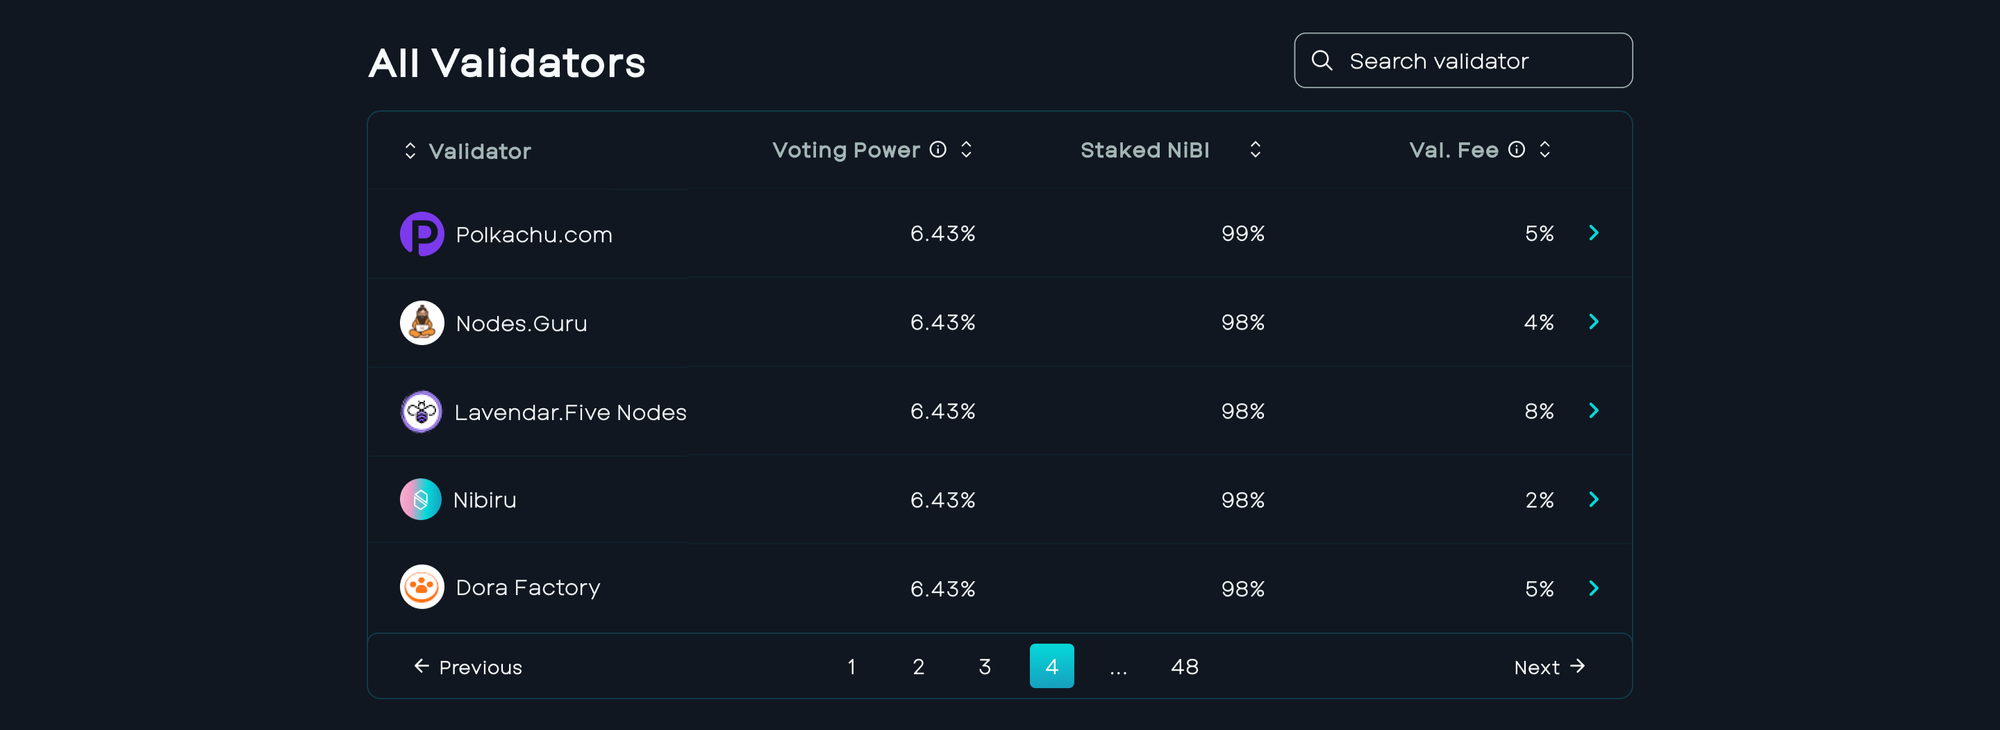 All Validators
Search validator
Validator Voting Power Staked NiBI Val. Fee
Polkachu.com 6.43% 99% 5%
Nodes.Guru 6.43% 98% 4%
Lavendar.Five Nodes 6.43% 98% 8%
Nibiru 6.43% 98% 2%
Dora Factory 6.43% 98% 5%
← Previous 1 2 3 4 ... 48 Next →